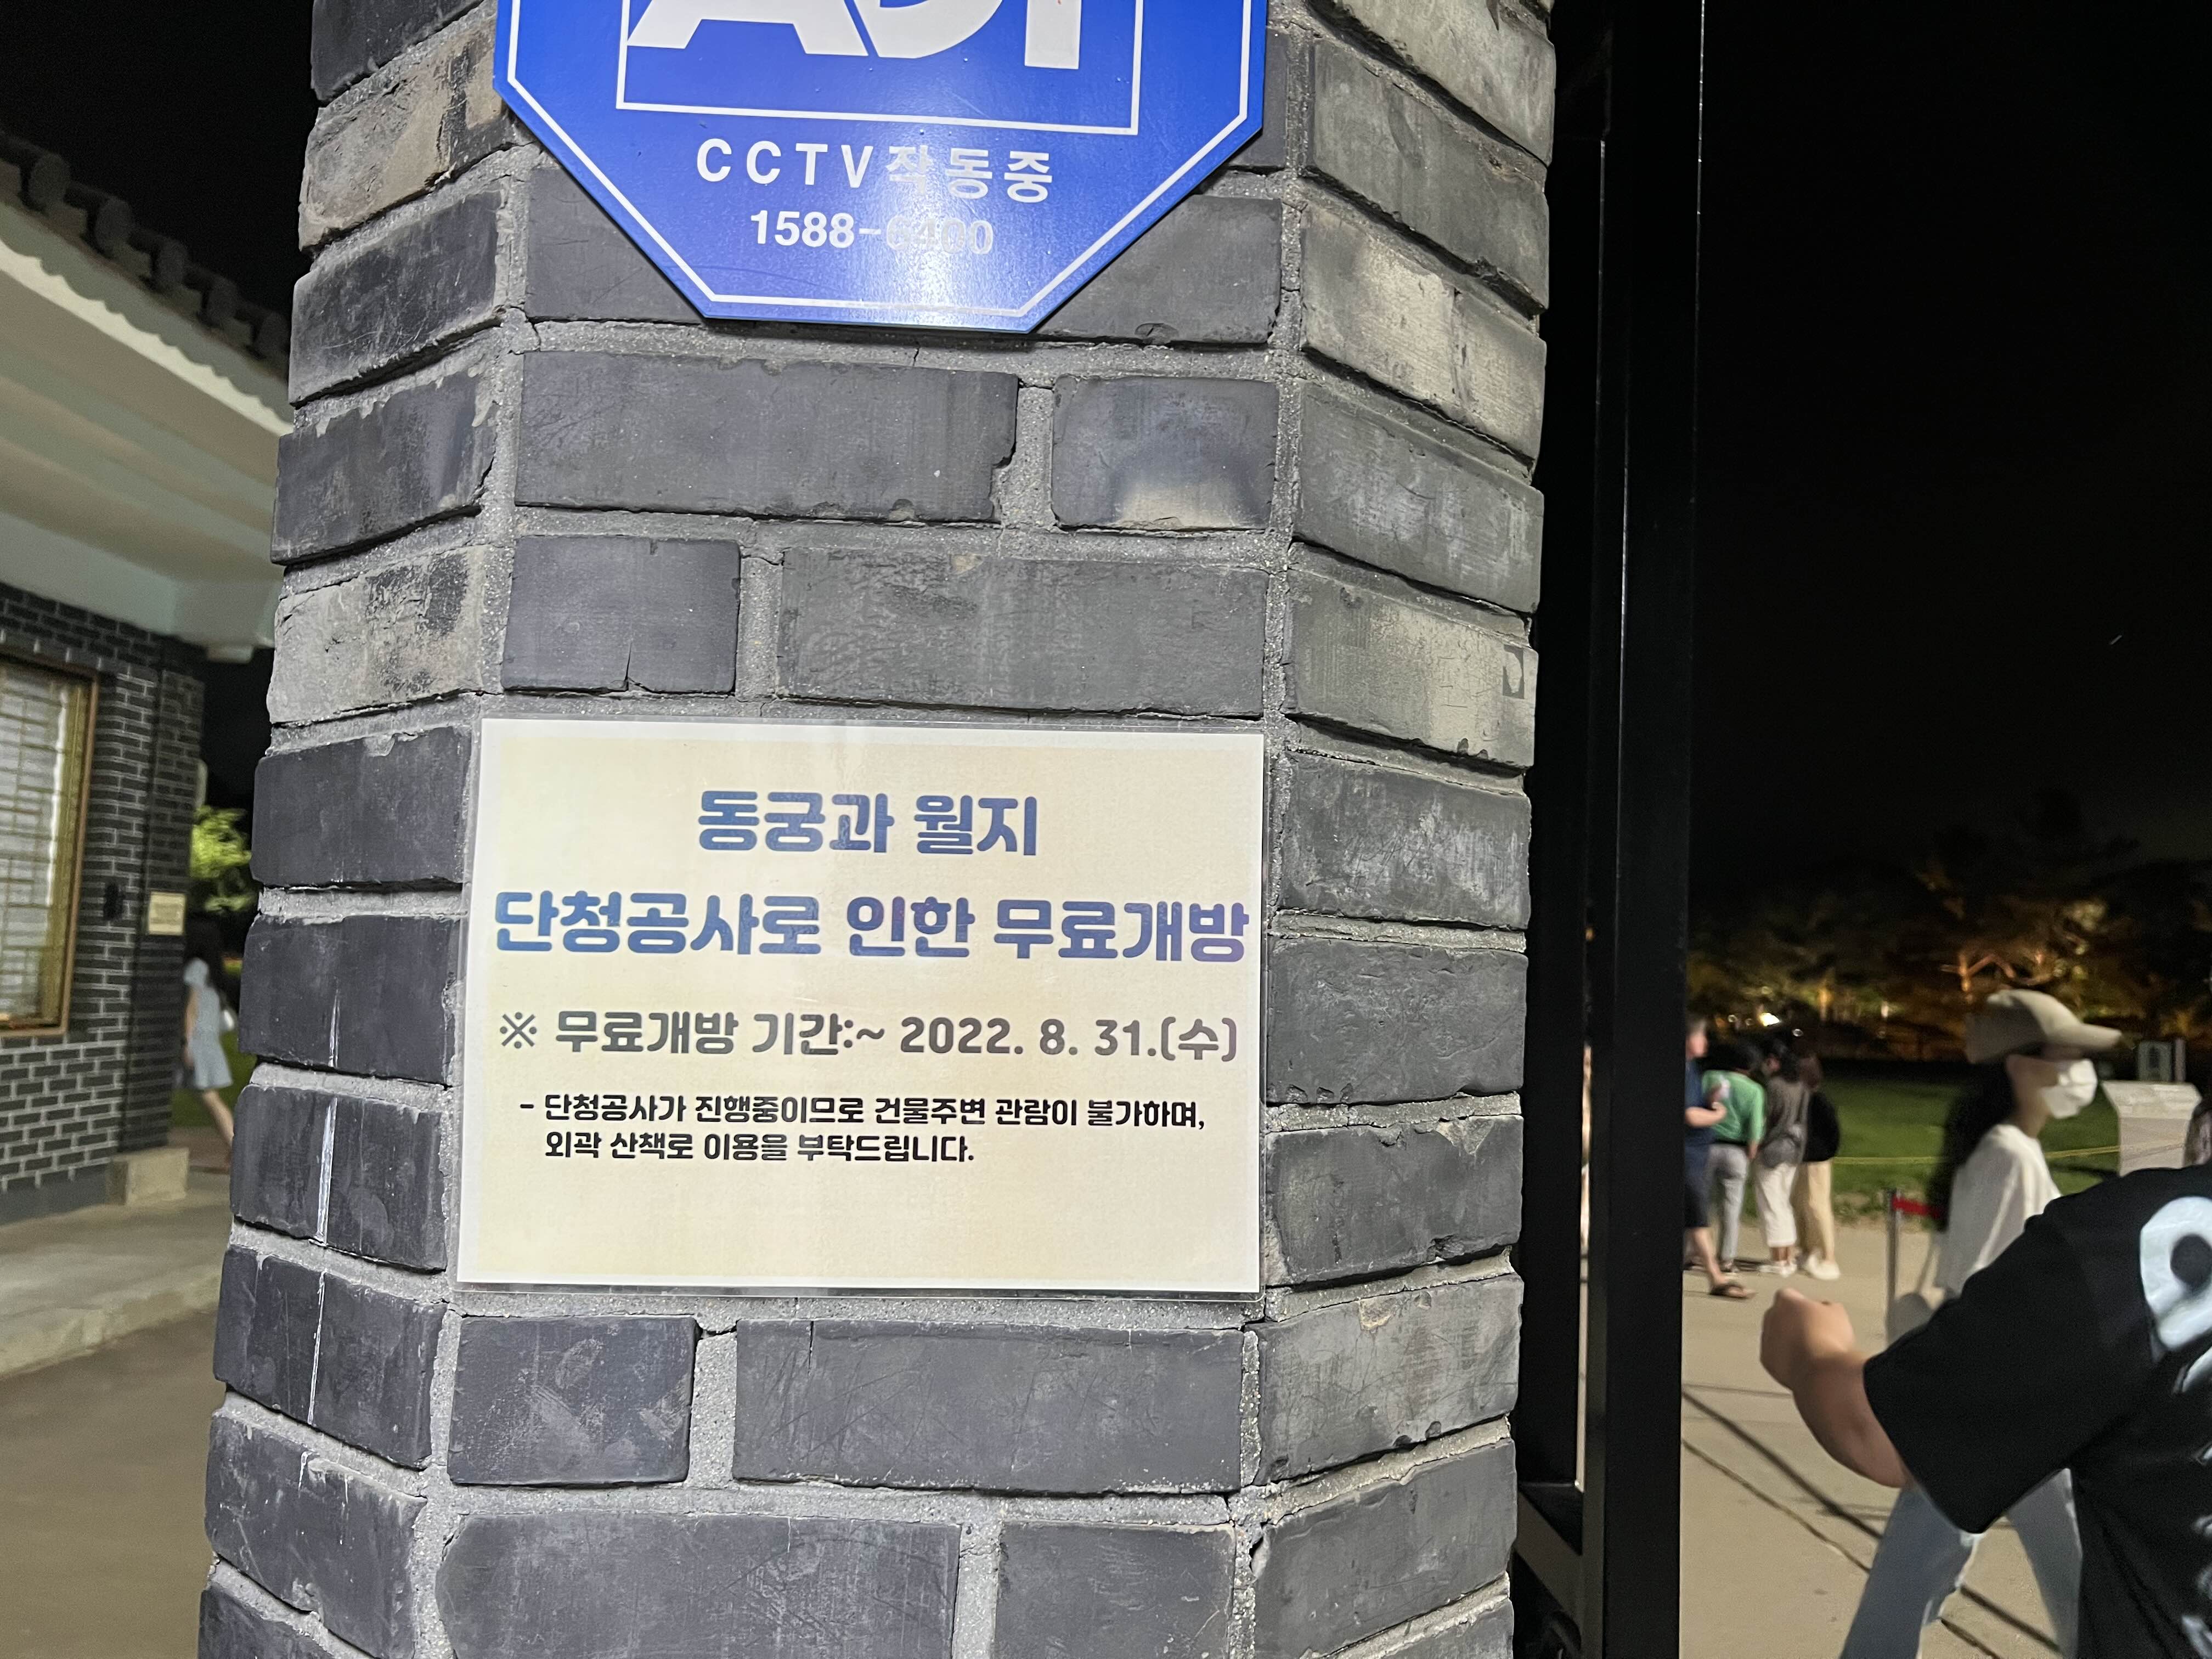 ADT
CCTV작동중
1588-6400
동궁과 월지
단청공사로 인한 무료개방
※ 무료개방 기간:~ 2022. 8. 31.(수)
- 단청공사가 진행중이므로 건물주변 관람이 불가하며,
외곽 산책로 이용을 부탁드립니다.